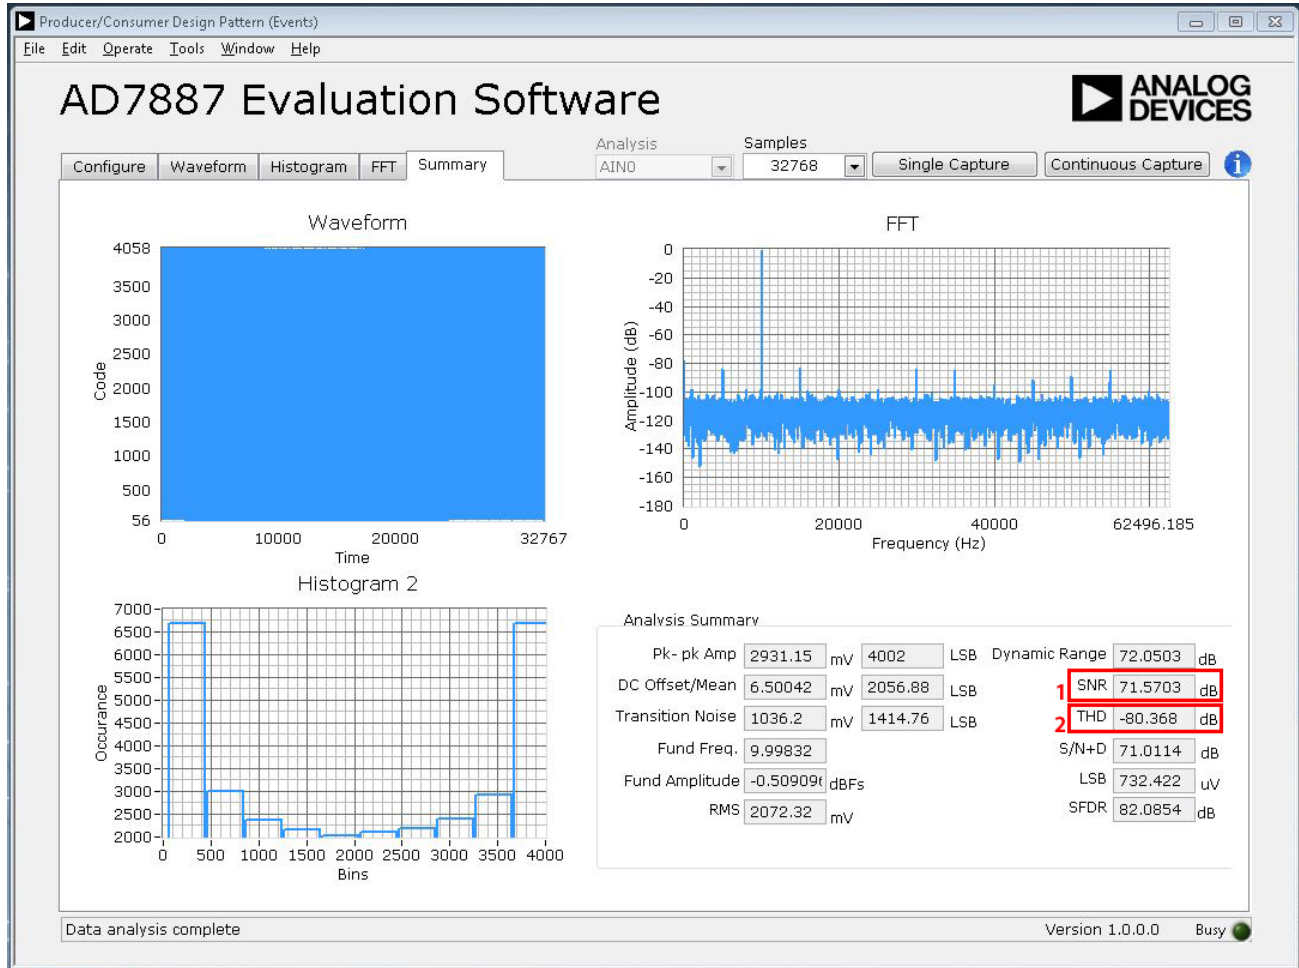 Producer/Consumer Design Pattern (Events)
File Edit Operate Tools Window Help
AD7887 Evaluation Software
ANALOG
DEVICES
Analysis
Samples
Configure Waveform Histogram FFT Summary
AIN0
32768
Single Capture
Continuous Capture
i
Waveform
4058
3500
3000
2500
2000
1500
1000
500
56
Code
0 10000 20000 32767
Time
FFT
0
-20
-40
-60
-80
-100
-120
-140
-160
-180
Amplitude (dB)
0 20000 40000 62496.185
Frequency (Hz)
Histogram 2
7000
6500
6000
5500
5000
4500
4000
3500
3000
2500
2000
Occurance
0 500 1000 1500 2000 2500 3000 3500 4000
Bins
Analysis Summary
Pk- pk Amp 2931.15 mV 4002 LSB
DC Offset/Mean 6.50042 mV 2056.88 LSB
Transition Noise 1036.2 mV 1414.76 LSB
Fund Freq. 9.99832
Fund Amplitude -0.50909 dBFs
RMS 2072.32 mV
Dynamic Range 72.0503 dB
1 SNR 71.5703 dB
2 THD -80.368 dB
S/N+D 71.0114 dB
LSB 732.422 uV
SFDR 82.0854 dB
Data analysis complete
Version 1.0.0.0 Busy